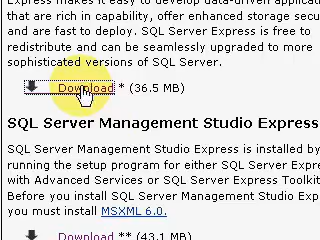 Express makes it easy to develop data-driven applicatio
that are rich in capability, offer enhanced storage secu
and are fast to deploy. SQL Server Express is free to
redistribute and can be seamlessly upgraded to more
sophisticated versions of SQL Server.
Download * (36.5 MB)
SQL Server Management Studio Express
SQL Server Management Studio Express is installed by
running the setup program for either SQL Server Expre
with Advanced Services or SQL Server Express Toolkit
Before you install SQL Server Management Studio Exp
you must install MSXML 6.0.
Download ** (43.1 MB)